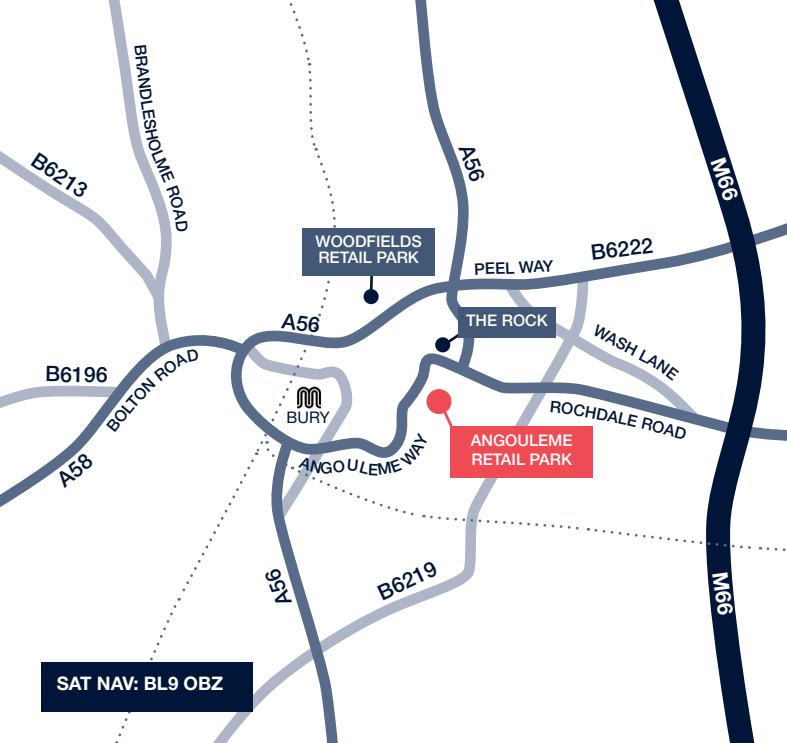 BRANDLESHOLME ROAD
B6213
A56
M66
WOODFIELDS
RETAIL PARK
B6222
PEEL WAY
A56
THE ROCK
WASH LANE
B6196
BOLTON ROAD
BURY
ROCHDALE ROAD
ANGOULEME
RETAIL PARK
ANGOULEME WAY
A58
A56
B6219
M66
SAT NAV: BL9 OBZ